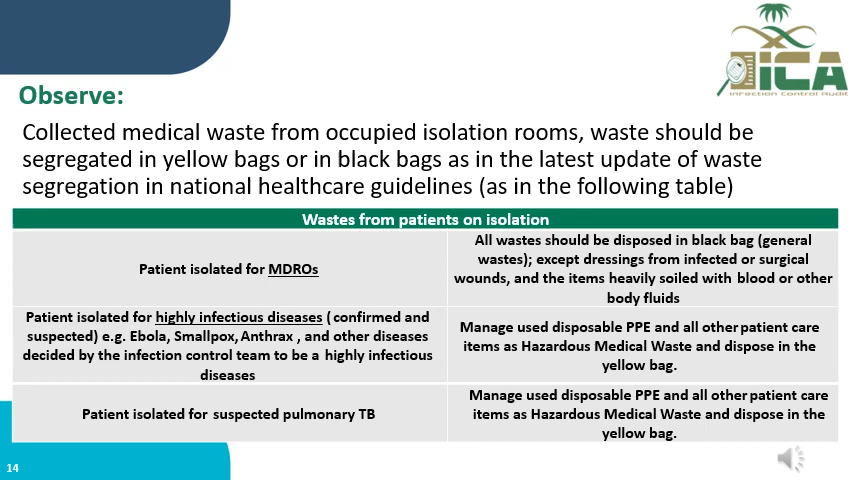 ICA
Infection Control Audit
Observe:
Collected medical waste from occupied isolation rooms, waste should be
segregated in yellow bags or in black bags as in the latest update of waste
segregation in national healthcare guidelines (as in the following table)
Wastes from patients on isolation
Patient isolated for MDROs
All wastes should be disposed in black bag (general
wastes); except dressings from infected or surgical
wounds, and the items heavily soiled with blood or other
body fluids
Patient isolated for highly infectious diseases ( confirmed and
suspected) e.g. Ebola, Smallpox, Anthrax , and other diseases
decided by the infection control team to be a highly infectious
diseases
Manage used disposable PPE and all other patient care
items as Hazardous Medical Waste and dispose in the
yellow bag.
Patient isolated for suspected pulmonary TB
Manage used disposable PPE and all other patient care
items as Hazardous Medical Waste and dispose in the
yellow bag.
14